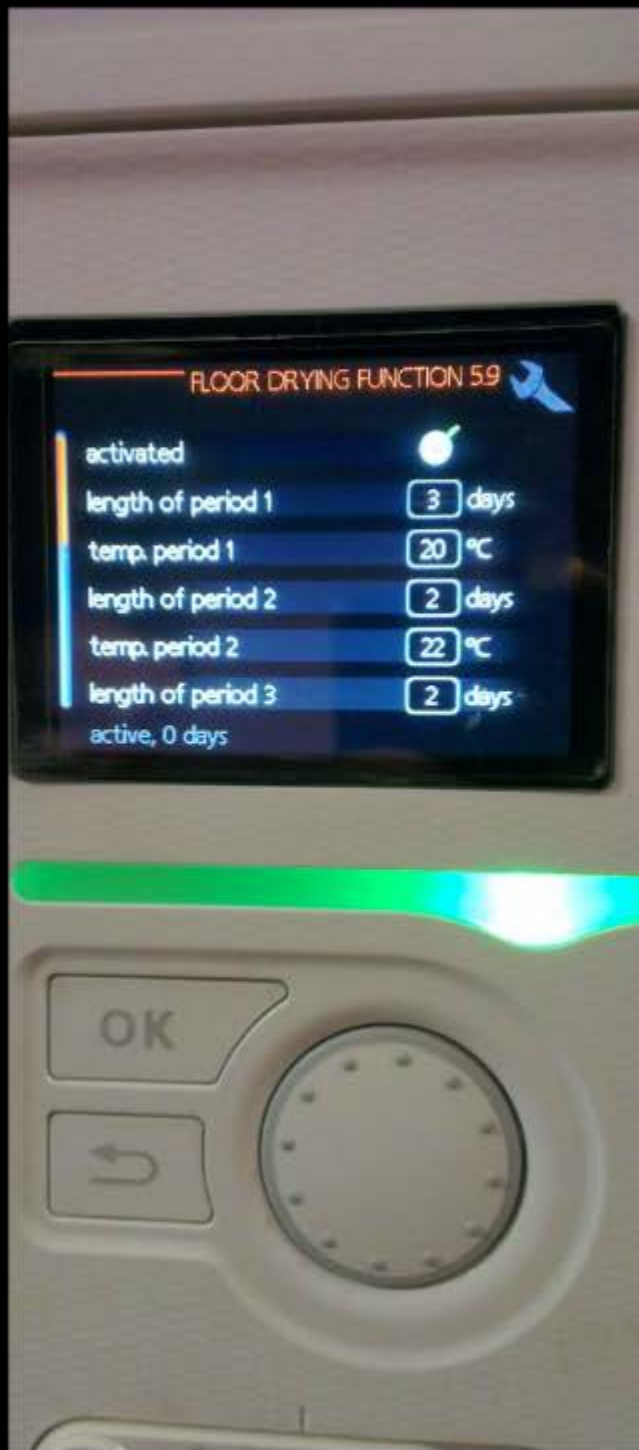 FLOOR DRYING FUNCTION 5.9
activated
length of period 1 3 days
temp. period 1 20 °C
length of period 2 2 days
temp. period 2 22 °C
length of period 3 2 days
active, 0 days
OK